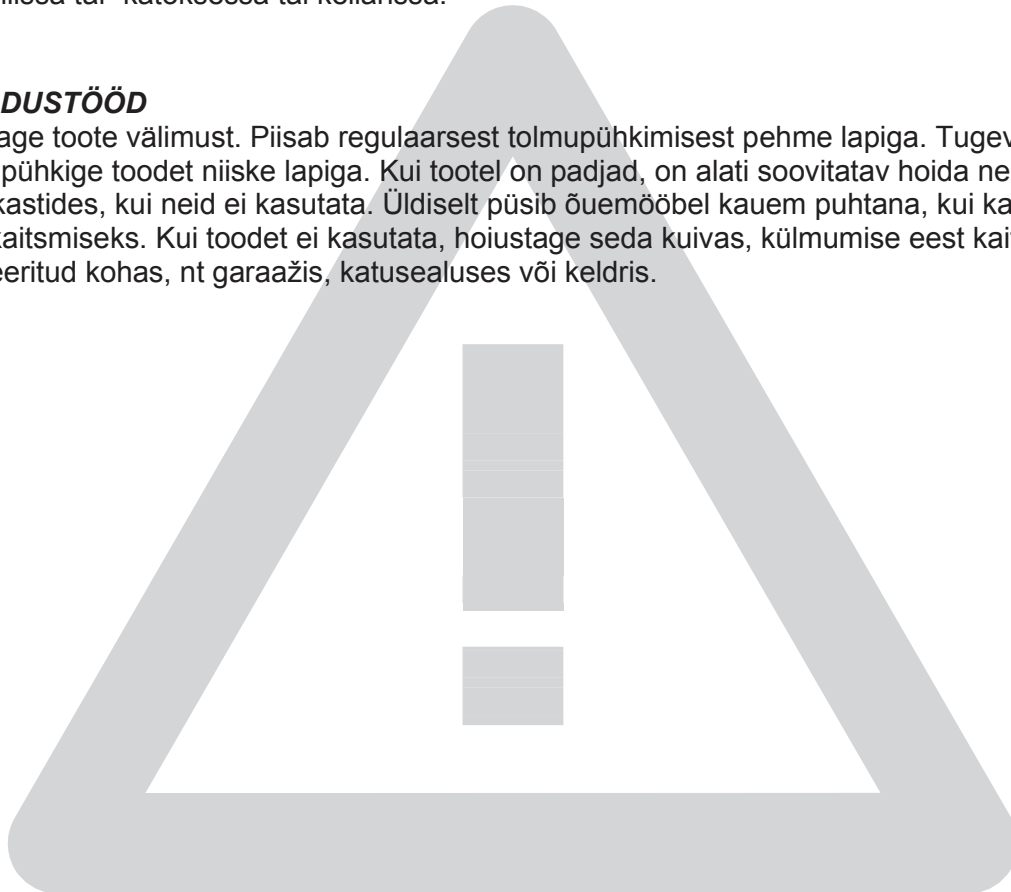 katoksessa tai kellarissa.
DUSTÖÖD
age toote välimust. Piisab regulaarsest tolmupühkimisest pehme lapiga. Tugev
pühkige toodet niiske lapiga. Kui tootel on padjad, on alati soovitatav hoida ne
kastides, kui neid ei kasutata. Üldiselt püsib õuemööbel kauem puhtana, kui ka
kaitsmiseks. Kui toodet ei kasutata, hoiustage seda kuivas, külmumise eest kai
eeritud kohas, nt garaažis, katusealuses või keldris.